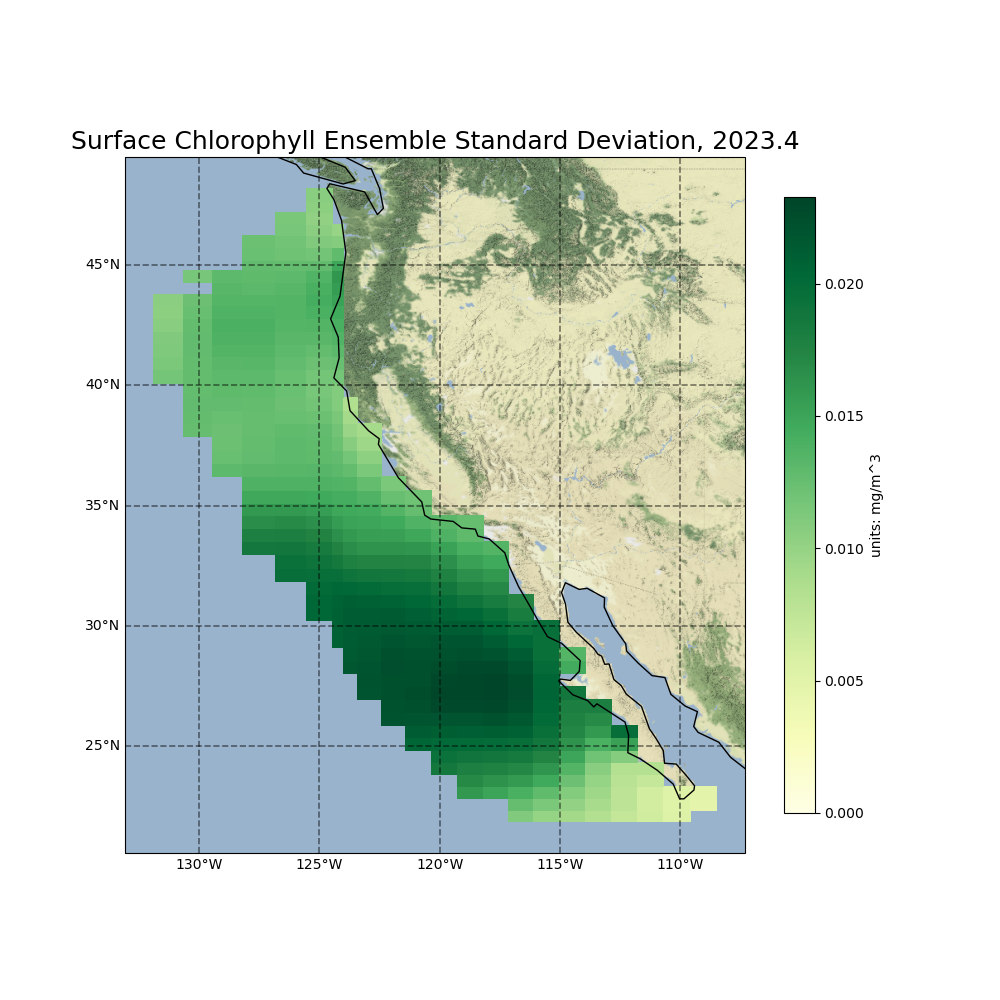 Surface Chlorophyll Ensemble Standard Deviation, 2023.4
45°N
40°N
35°N
30°N
25°N
130°W
125°W
120°W
115°W
110°W
0.020
0.015
0.010
0.005
0.000
units: mg/m^3